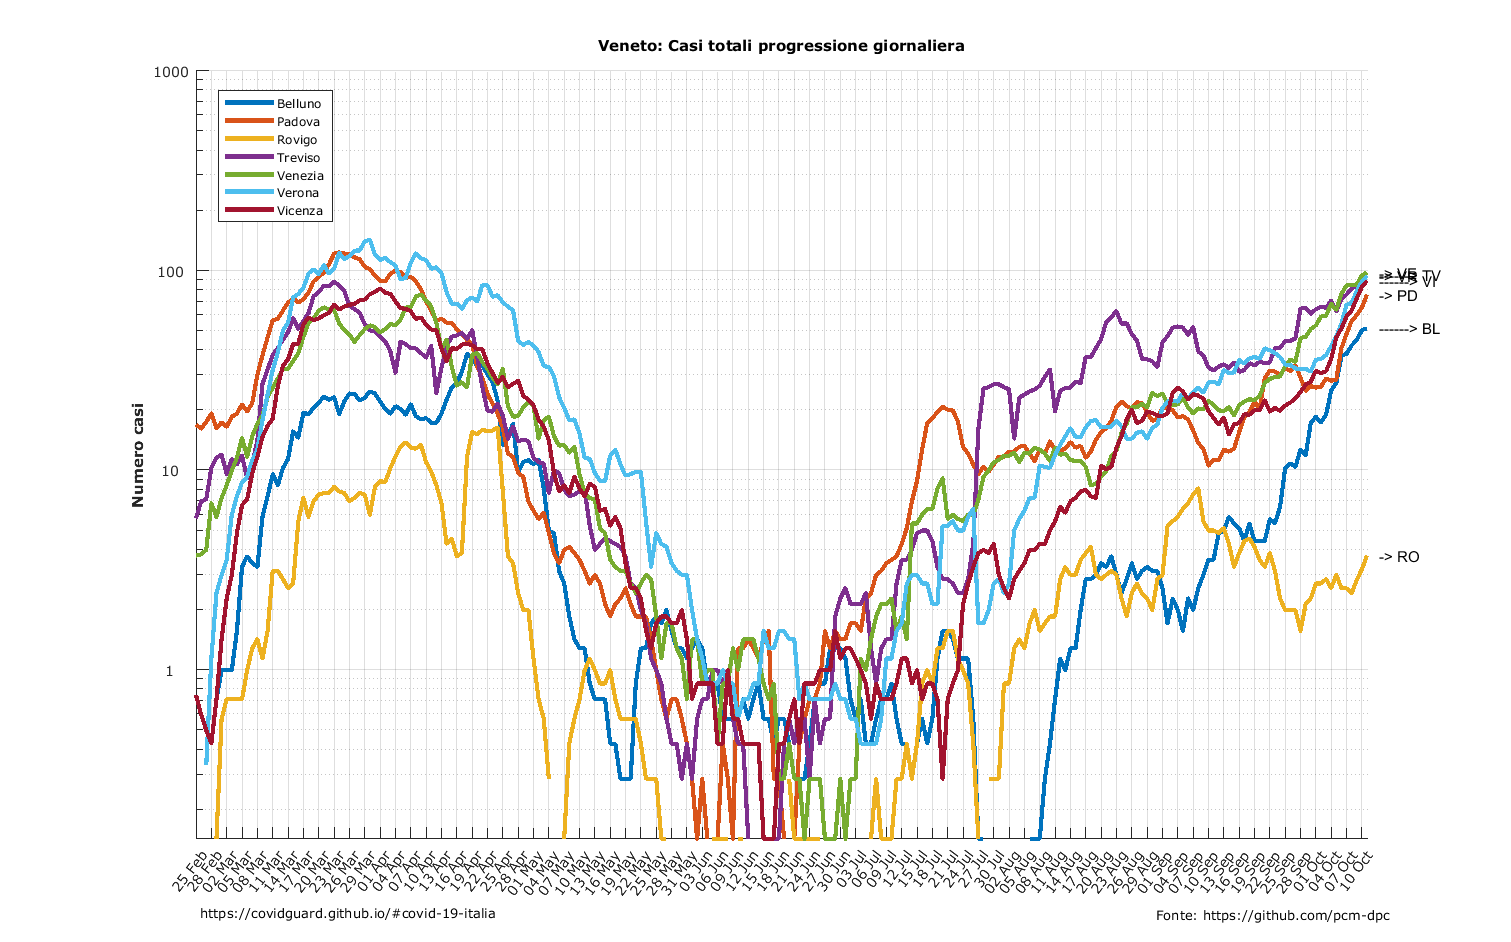 Veneto: Casi totali progressione giornaliera
1000
100
10
1
Numero casi
Belluno
Padova
Rovigo
Treviso
Venezia
Verona
Vicenza
-> PD
------> BL
-> RO
25 Feb
28 Feb
02 Mar
05 Mar
08 Mar
11 Mar
14 Mar
17 Mar
20 Mar
23 Mar
26 Mar
29 Mar
01 Apr
04 Apr
07 Apr
10 Apr
13 Apr
16 Apr
19 Apr
22 Apr
25 Apr
28 Apr
01 May
04 May
07 May
10 May
13 May
16 May
19 May
22 May
25 May
28 May
31 May
03 Jun
06 Jun
09 Jun
12 Jun
15 Jun
18 Jun
21 Jun
24 Jun
27 Jun
30 Jun
03 Jul
06 Jul
09 Jul
12 Jul
15 Jul
18 Jul
21 Jul
24 Jul
27 Jul
30 Jul
02 Aug
05 Aug
08 Aug
11 Aug
14 Aug
17 Aug
20 Aug
23 Aug
26 Aug
29 Aug
01 Sep
04 Sep
07 Sep
10 Sep
13 Sep
16 Sep
19 Sep
22 Sep
25 Sep
28 Sep
01 Oct
04 Oct
07 Oct
10 Oct
https://covidguard.github.io/#covid-19-italia
Fonte: https://github.com/pcm-dpc